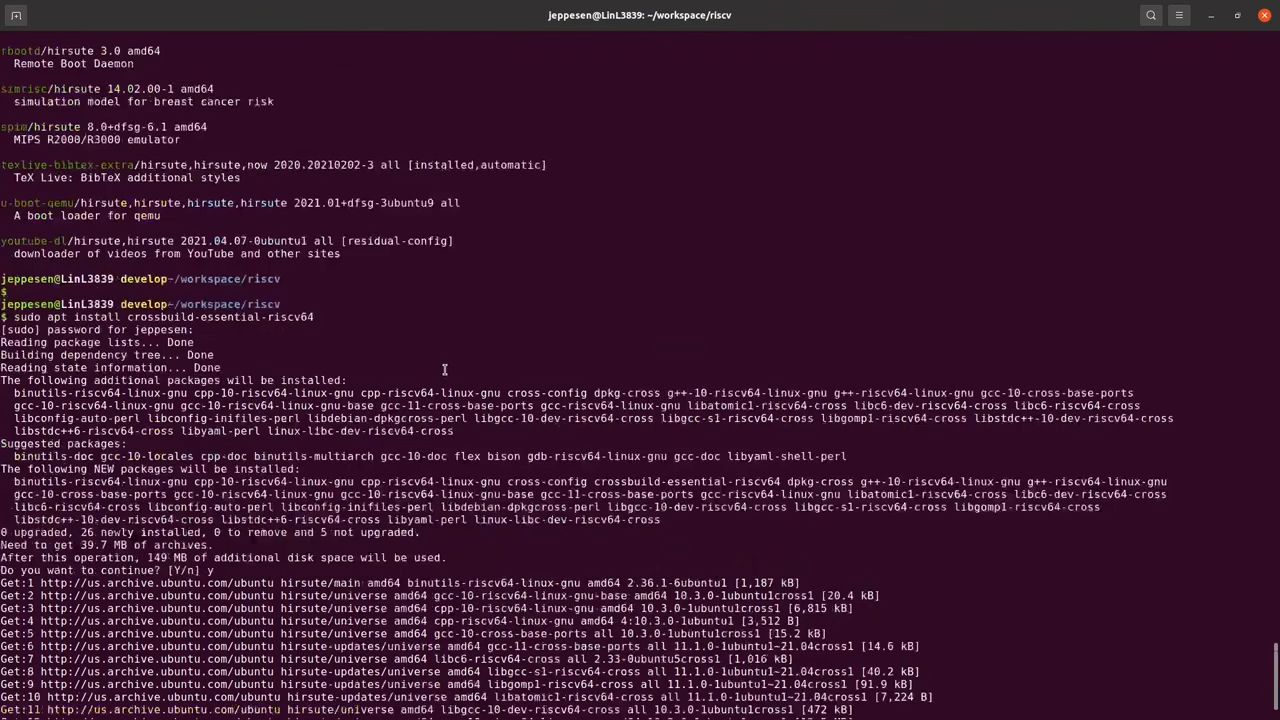 jeppesen@LinL3839: ~/workspace/riscv
rbootd/hirsute 3.0 amd64
  Remote Boot Daemon
simrisc/hirsute 14.02.00-1 amd64
  simulation model for breast cancer risk
spim/hirsute 8.0+dfsg-6.1 amd64
  MIPS R2000/R3000 emulator
texlive-bibtex-extra/hirsute,hirsute,now 2020.20210202-3 all [installed,automatic]
  TeX Live: BibTeX additional styles
u-boot-qemu/hirsute,hirsute,hirsute,hirsute 2021.01+dfsg-3ubuntu9 all
  A boot loader for qemu
youtube-dl/hirsute,hirsute 2021.04.07-0ubuntu1 all [residual-config]
  downloader of videos from YouTube and other sites
jeppesen@LinL3839 develop~/workspace/riscv
$
jeppesen@LinL3839 develop~/workspace/riscv
$ sudo apt install crossbuild-essential-riscv64
[sudo] password for jeppesen:
Reading package lists... Done
Building dependency tree... Done
Reading state information... Done
The following additional packages will be installed:
  binutils-riscv64-linux-gnu cpp-10-riscv64-linux-gnu cpp-riscv64-linux-gnu cross-config dpkg-cross g++-10-riscv64-linux-gnu g++-riscv64-linux-gnu gcc-10-cross-base-ports
  gcc-10-riscv64-linux-gnu gcc-10-riscv64-linux-gnu-base gcc-11-cross-base-ports gcc-riscv64-linux-gnu libatomic1-riscv64-cross libc6-dev-riscv64-cross libc6-riscv64-cross
  libconfig-auto-perl libconfig-inifiles-perl libdebian-dpkgcross-perl libgcc-10-dev-riscv64-cross libgcc-s1-riscv64-cross libgomp1-riscv64-cross libstdc++-10-dev-riscv64-cross
  libstdc++6-riscv64-cross libyaml-perl linux-libc-dev-riscv64-cross
Suggested packages:
  binutils-doc gcc-10-locales cpp-doc binutils-multiarch gcc-10-doc flex bison gdb-riscv64-linux-gnu gcc-doc libyaml-shell-perl
The following NEW packages will be installed:
  binutils-riscv64-linux-gnu cpp-10-riscv64-linux-gnu cpp-riscv64-linux-gnu cross-config crossbuild-essential-riscv64 dpkg-cross g++-10-riscv64-linux-gnu g++-riscv64-linux-gnu
  gcc-10-cross-base-ports gcc-10-riscv64-linux-gnu gcc-10-riscv64-linux-gnu-base gcc-11-cross-base-ports gcc-riscv64-linux-gnu libatomic1-riscv64-cross libc6-dev-riscv64-cross
  libc6-riscv64-cross libconfig-auto-perl libconfig-inifiles-perl libdebian-dpkgcross-perl libgcc-10-dev-riscv64-cross libgcc-s1-riscv64-cross libgomp1-riscv64-cross
  libstdc++-10-dev-riscv64-cross libstdc++6-riscv64-cross libyaml-perl linux-libc-dev-riscv64-cross
0 upgraded, 26 newly installed, 0 to remove and 5 not upgraded.
Need to get 39.7 MB of archives.
After this operation, 149 MB of additional disk space will be used.
Do you want to continue? [Y/n] y
Get:1 http://us.archive.ubuntu.com/ubuntu hirsute/main amd64 binutils-riscv64-linux-gnu amd64 2.36.1-6ubuntu1 [1,187 kB]
Get:2 http://us.archive.ubuntu.com/ubuntu hirsute/universe amd64 gcc-10-riscv64-linux-gnu-base amd64 10.3.0-1ubuntu1cross1 [20.4 kB]
Get:3 http://us.archive.ubuntu.com/ubuntu hirsute/universe amd64 cpp-10-riscv64-linux-gnu amd64 10.3.0-1ubuntu1cross1 [6,815 kB]
Get:4 http://us.archive.ubuntu.com/ubuntu hirsute/universe amd64 cpp-riscv64-linux-gnu amd64 4:10.3.0-1ubuntu1 [3,512 B]
Get:5 http://us.archive.ubuntu.com/ubuntu hirsute/universe amd64 gcc-10-cross-base-ports all 10.3.0-1ubuntu1cross1 [15.2 kB]
Get:6 http://us.archive.ubuntu.com/ubuntu hirsute-updates/universe amd64 gcc-11-cross-base-ports all 11.1.0-1ubuntu1~21.04cross1 [14.6 kB]
Get:7 http://us.archive.ubuntu.com/ubuntu hirsute/universe amd64 libc6-riscv64-cross all 2.33-0ubuntu5cross1 [1,016 kB]
Get:8 http://us.archive.ubuntu.com/ubuntu hirsute-updates/universe amd64 libgcc-s1-riscv64-cross all 11.1.0-1ubuntu1~21.04cross1 [40.2 kB]
Get:9 http://us.archive.ubuntu.com/ubuntu hirsute-updates/universe amd64 libgomp1-riscv64-cross all 11.1.0-1ubuntu1~21.04cross1 [91.9 kB]
Get:10 http://us.archive.ubuntu.com/ubuntu hirsute-updates/universe amd64 libatomic1-riscv64-cross all 11.1.0-1ubuntu1~21.04cross1 [7,224 B]
Get:11 http://us.archive.ubuntu.com/ubuntu hirsute/universe amd64 libgcc-10-dev-riscv64-cross all 10.3.0-1ubuntu1cross1 [472 kB]